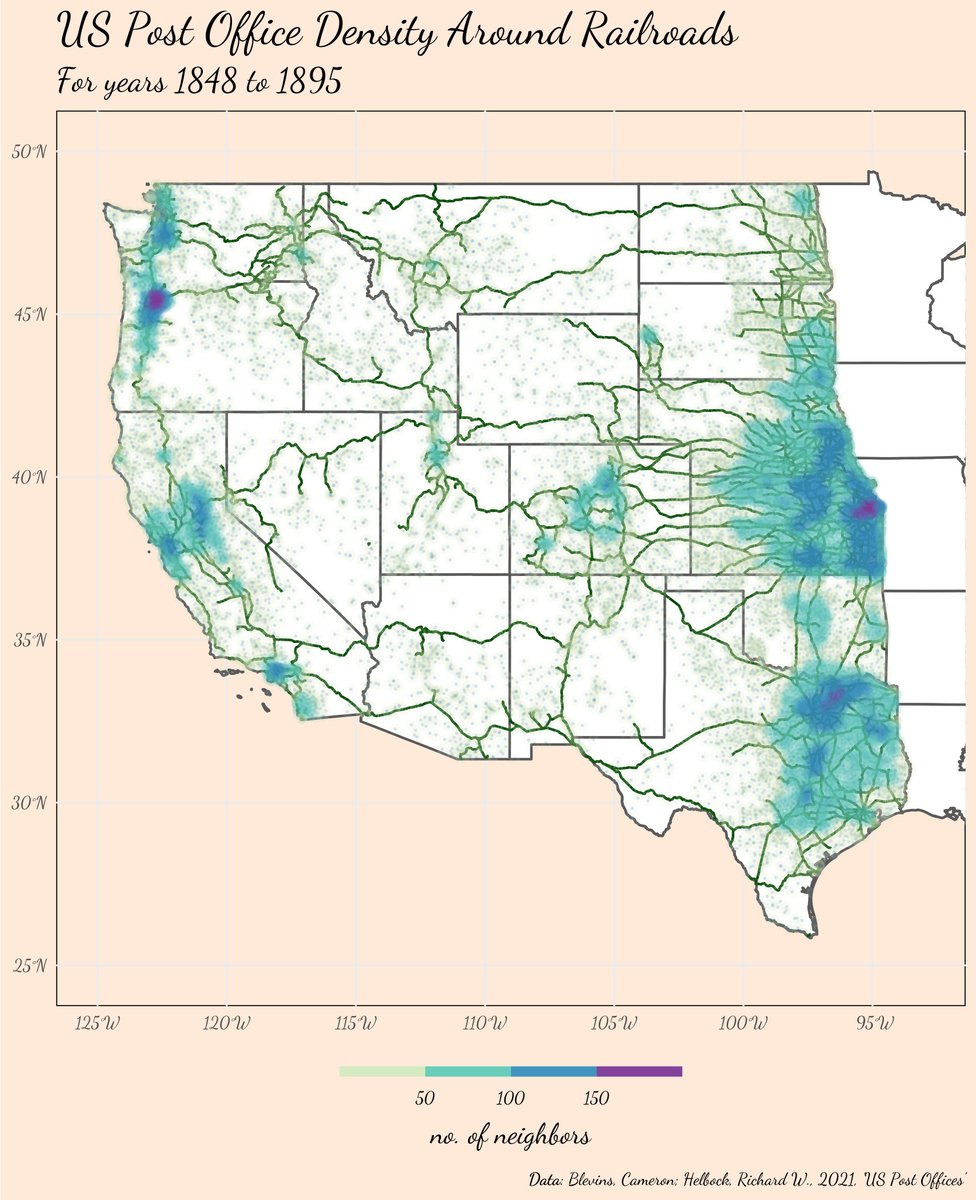 US Post Office Density Around Railroads
For years 1848 to 1895
50°N
45°N
40°N
35°N
30°N
25°N
125°W 120°W 115°W 110°W 105°W 100°W 95°W
50 100 150
no. of neighbors
Data: Blevins, Cameron; Helbock, Richard W., 2021, 'US Post Offices'